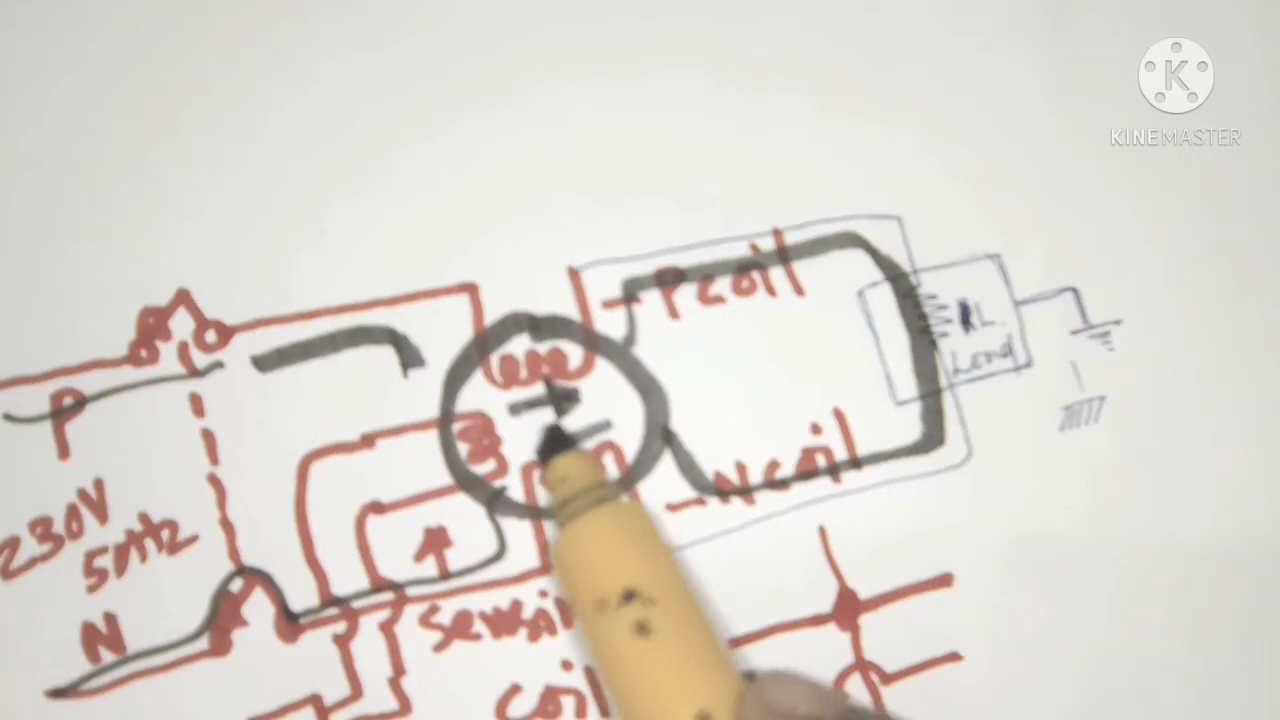 KINEMASTER
- P coil
RL
Load
P
- N coil
230V
50Hz
N
coil